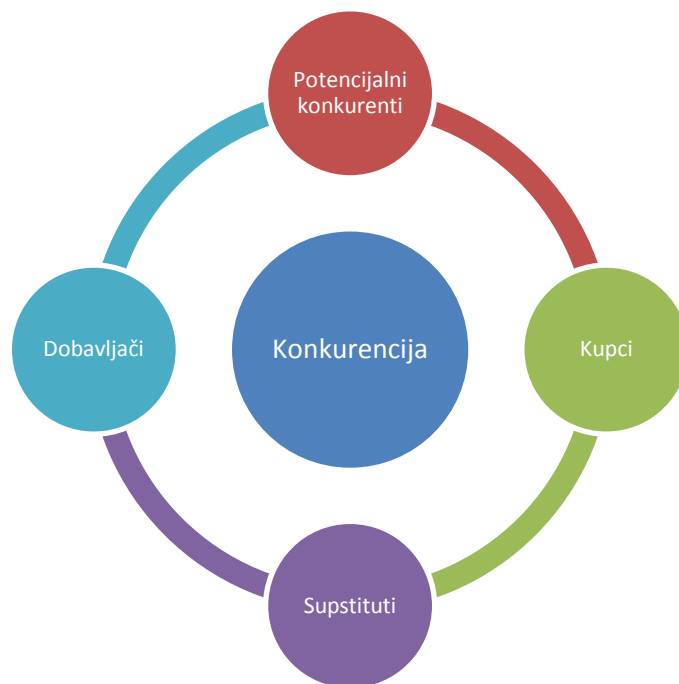 Potencijalni
konkurenti
Dobavljači
Konkurencija
Kupci
Supstituti